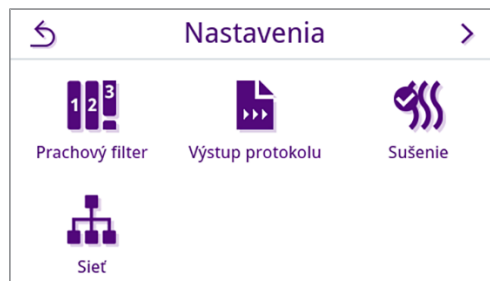 Nastavenia
1 2 3
Prachový filter
Výstup protokolu
Sušenie
Sieť